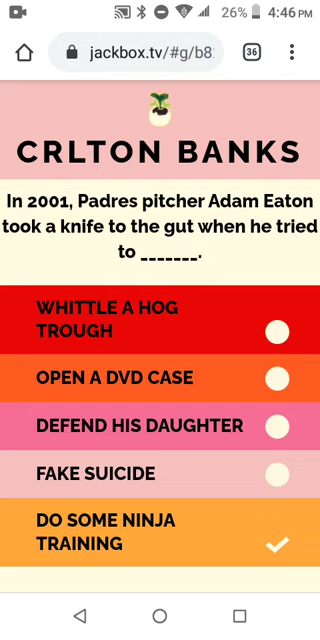 26% 4:46 PM
jackbox.tv/#g/b8
36
CRLTON BANKS
In 2001, Padres pitcher Adam Eaton
took a knife to the gut when he tried
to _______.
WHITTLE A HOG
TROUGH
OPEN A DVD CASE
DEFEND HIS DAUGHTER
FAKE SUICIDE
DO SOME NINJA
TRAINING